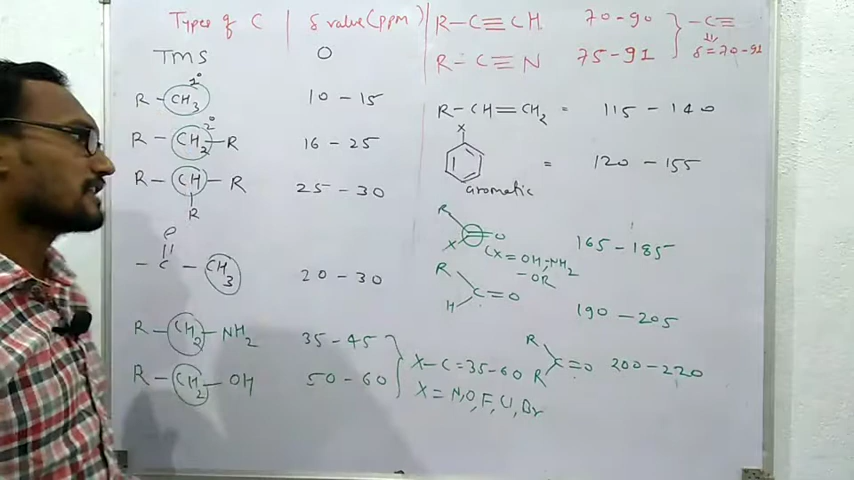 Types of C | δ value (ppm)
TMS 0
R - CH3 1° 10 - 15
R - CH2 - R 2° 16 - 25
R - CH - R 25 - 30
R
O
- C - CH3 20 - 30
R - CH2 - NH2 35 - 45
R - CH2 - OH 50 - 60
X - C = 35 - 60
X = N, O, F, Cl, Br
R - C ≡ CH 70 - 90
R - C ≡ N 75 - 91
- C ≡
δ = 70 - 91
R - CH = CH2 = 115 - 140
X
aromatic = 120 - 155
R
X = O 165 - 185
(X = OH, NH2
- OR
R
H C = O 190 - 205
R
R C = O 200 - 220